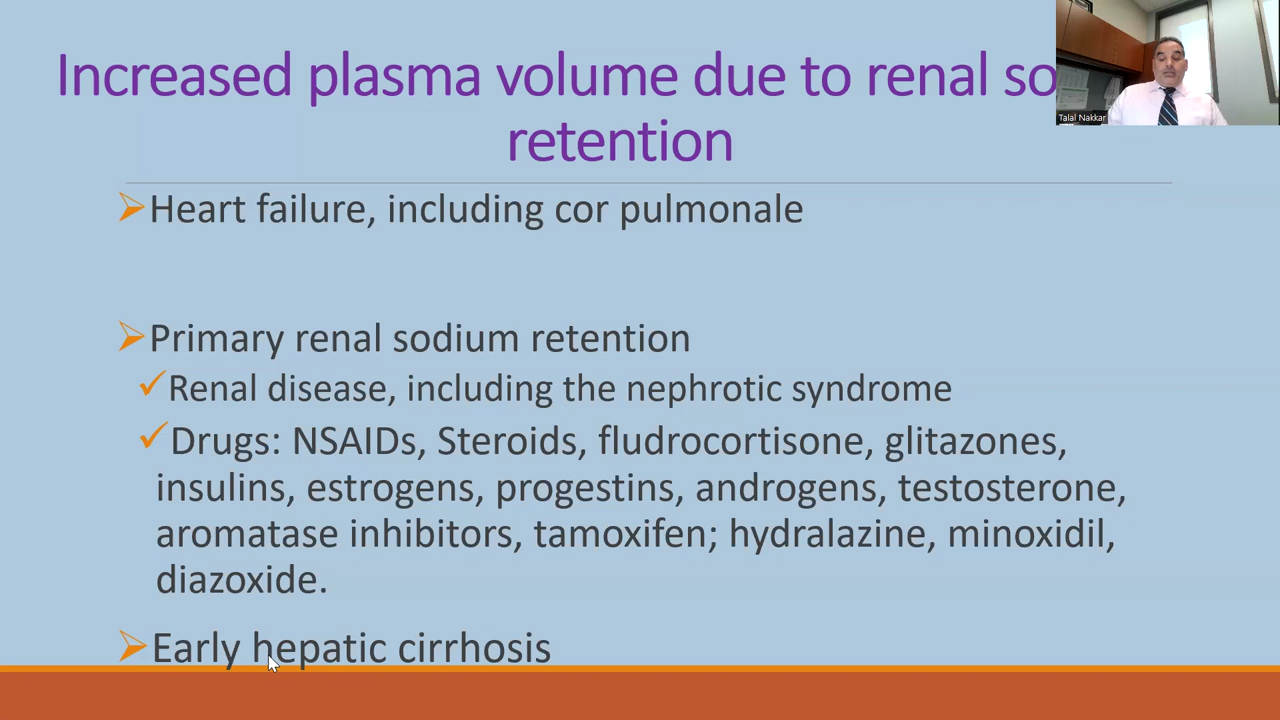 Increased plasma volume due to renal so
retention
Talal Nakkar
Heart failure, including cor pulmonale
Primary renal sodium retention
Renal disease, including the nephrotic syndrome
Drugs: NSAIDs, Steroids, fludrocortisone, glitazones,
insulins, estrogens, progestins, androgens, testosterone,
aromatase inhibitors, tamoxifen; hydralazine, minoxidil,
diazoxide.
Early hepatic cirrhosis